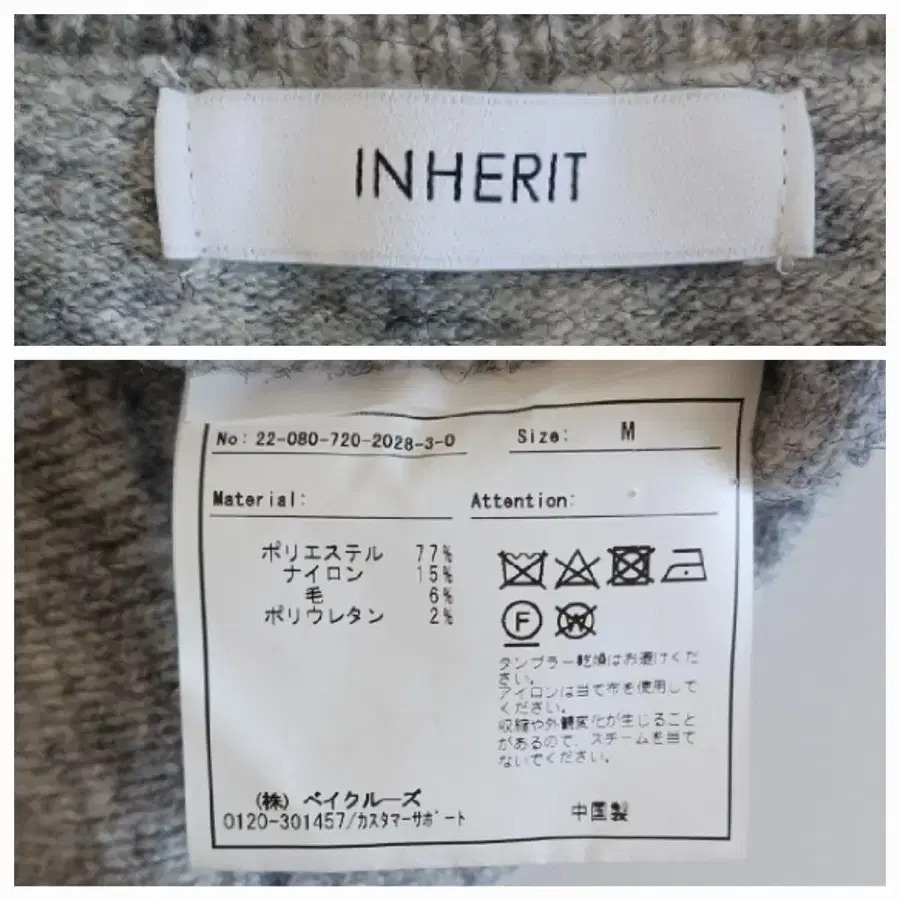 INHERIT
No: 22-080-720-2028-3-0 Size: M
Material: Attention:
ポリエステル 77%
ナイロン 15%
毛 6%
ポリウレタン 2%
F W
タンブラー乾燥はお避けくだ
さい。
アイロンは当て布を使用して
ください。
収縮や外観変化が生じること
があるので、スチームを当て
ないでください。
(株) ベイクルーズ
0120-301457/カスタマーサポート
中国製